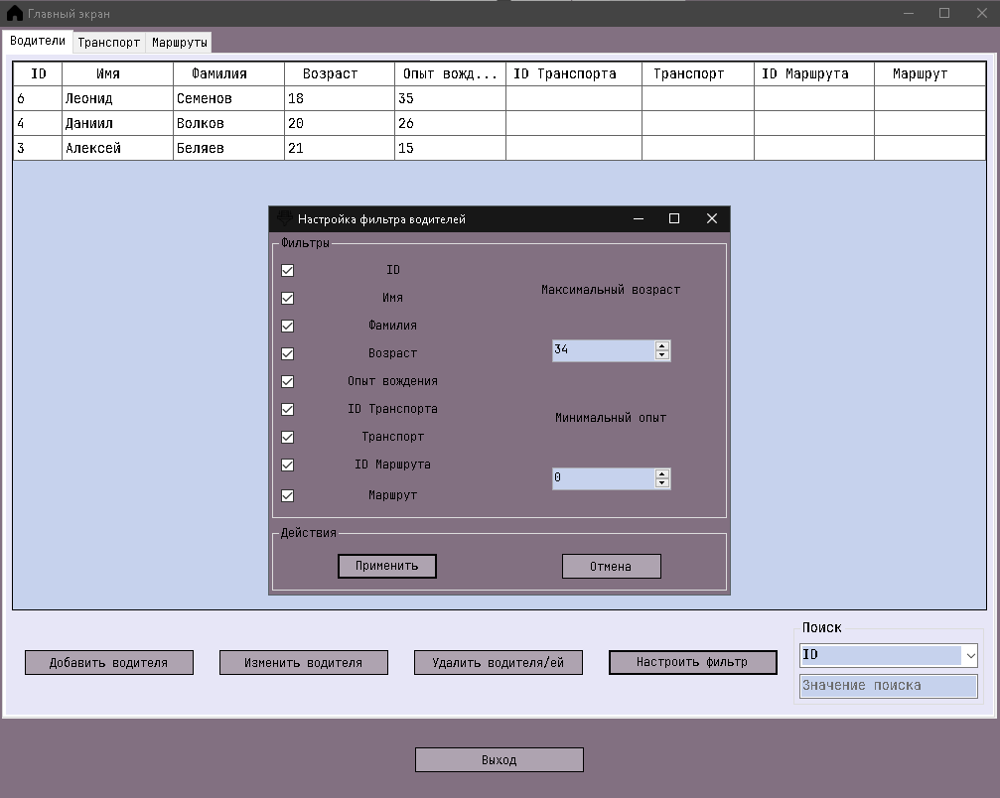 Главный экран
Водители Транспорт Маршруты
ID Имя Фамилия Возраст Опыт вожд... ID Транспорта Транспорт ID Маршрута Маршрут
6 Леонид Семенов 18 35
4 Даниил Волков 20 26
3 Алексей Беляев 21 15
Настройка фильтра водителей
Фильтры
ID
Имя
Фамилия
Возраст
Опыт вождения
ID Транспорта
Транспорт
ID Маршрута
Маршрут
Максимальный возраст
34
Минимальный опыт
0
Действия
Применить Отмена
Добавить водителя Изменить водителя Удалить водителя/ей Настроить фильтр
Поиск
ID
Значение поиска
Выход